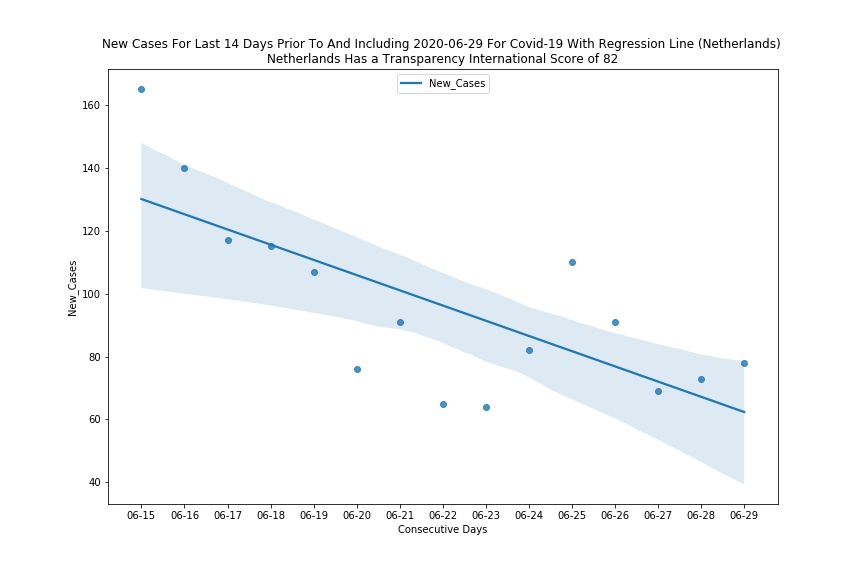 New Cases For Last 14 Days Prior To And Including 2020-06-29 For Covid-19 With Regression Line (Netherlands)
Netherlands Has a Transparency International Score of 82
New_Cases
160
140
120
100
80
60
40
New_Cases
06-15 06-16 06-17 06-18 06-19 06-20 06-21 06-22 06-23 06-24 06-25 06-26 06-27 06-28 06-29
Consecutive Days